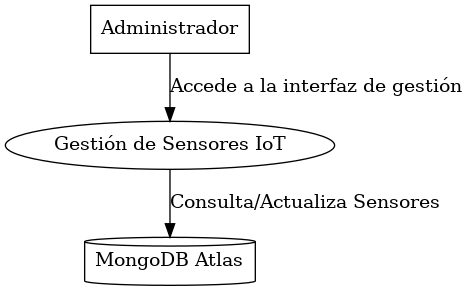 Administrador
Accede a la interfaz de gestión
Gestión de Sensores IoT
Consulta/Actualiza Sensores
MongoDB Atlas